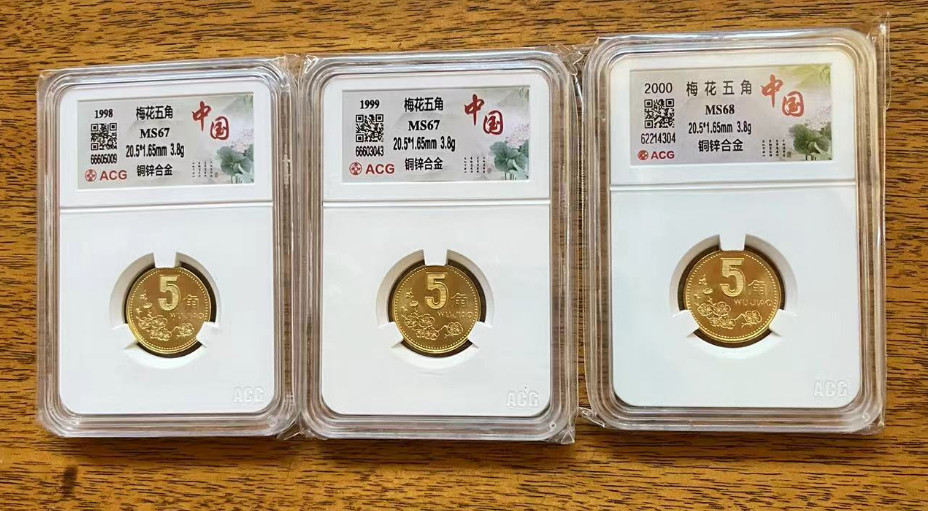 1998 梅花五角
MS67
20.5*1.65mm 3.8g
66605009
ACG 铜锌合金
中国
5角
WUJIAO
ACG
1999 梅花五角
MS67
20.5*1.65mm 3.8g
66603043
ACG 铜锌合金
中国
5角
WUJIAO
ACG
2000 梅花五角
MS68
20.5*1.65mm 3.8g
62214304
ACG 铜锌合金
中国
5角
WUJIAO
ACG